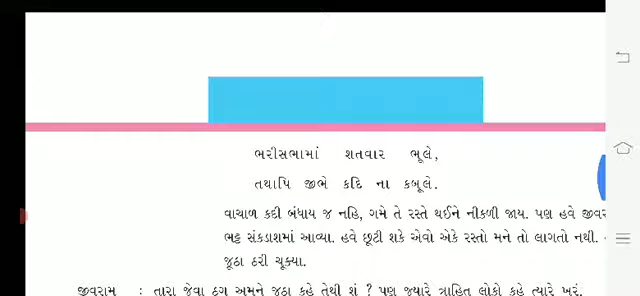 ભરીસભામાં શતવાર ભૂલે,
તથાપિ જીભે કદિ ના કબૂલે.
વાચાળ કદી બંધાય જ નહિ, ગમે તે રસ્તે થઈને નીકળી જાય. પણ હવે
ભટ્ટ સંકડાશમાં આવ્યા. હવે છૂટી શકે એવો એકે રસ્તો મને તો લાગતો નથી.
જૂઠા ઠરી ચૂક્યા.
જીવરામ : તારા જેવા ઠગ અમને જૂઠા કહે તેથી શું ? પણ જ્યારે ત્રાહિત લોકો કહે ત્યારે ખરું.